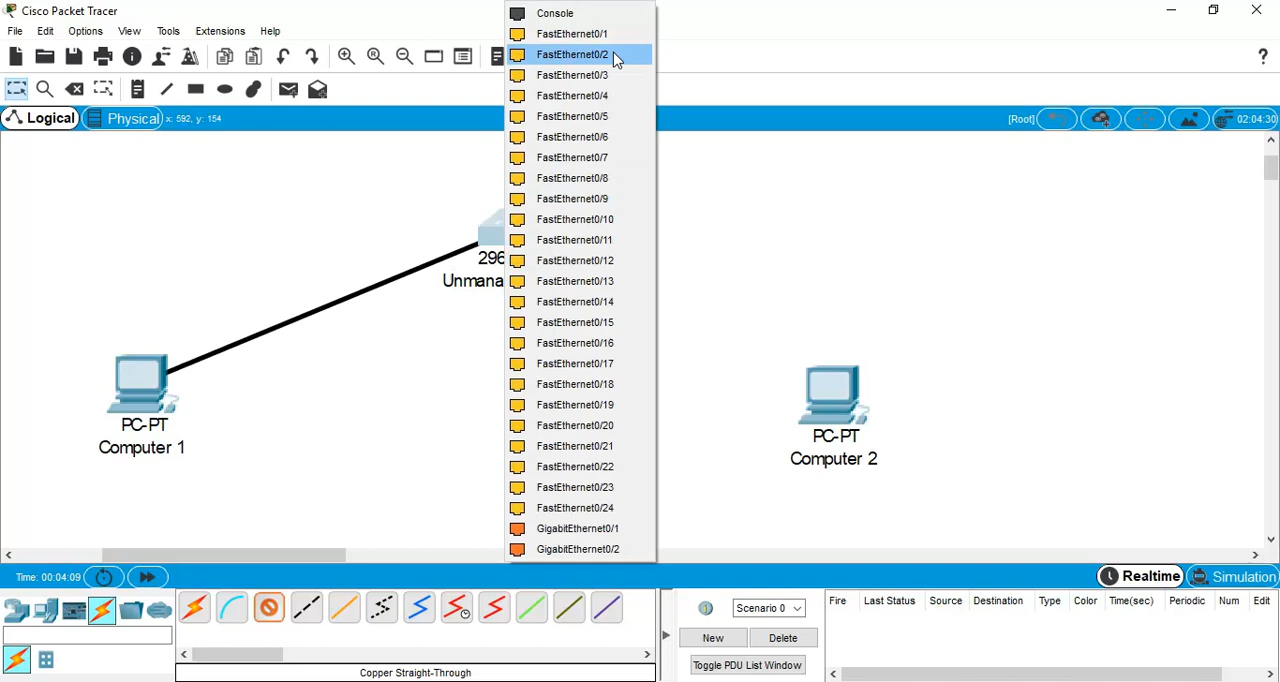 Cisco Packet Tracer
File Edit Options View Tools Extensions Help
?
Logical Physical x: 592, y: 154 [Root] 02:04:30
Console
FastEthernet0/1
FastEthernet0/2
FastEthernet0/3
FastEthernet0/4
FastEthernet0/5
FastEthernet0/6
FastEthernet0/7
FastEthernet0/8
FastEthernet0/9
FastEthernet0/10
FastEthernet0/11
FastEthernet0/12
FastEthernet0/13
FastEthernet0/14
FastEthernet0/15
FastEthernet0/16
FastEthernet0/17
FastEthernet0/18
FastEthernet0/19
FastEthernet0/20
FastEthernet0/21
FastEthernet0/22
FastEthernet0/23
FastEthernet0/24
GigabitEthernet0/1
GigabitEthernet0/2
296
Unmana
PC-PT
Computer 1
PC-PT
Computer 2
Time: 00:04:09 Realtime Simulation
1 Scenario 0
New Delete
Toggle PDU List Window
Fire Last Status Source Destination Type Color Time(sec) Periodic Num Edit
Copper Straight-Through